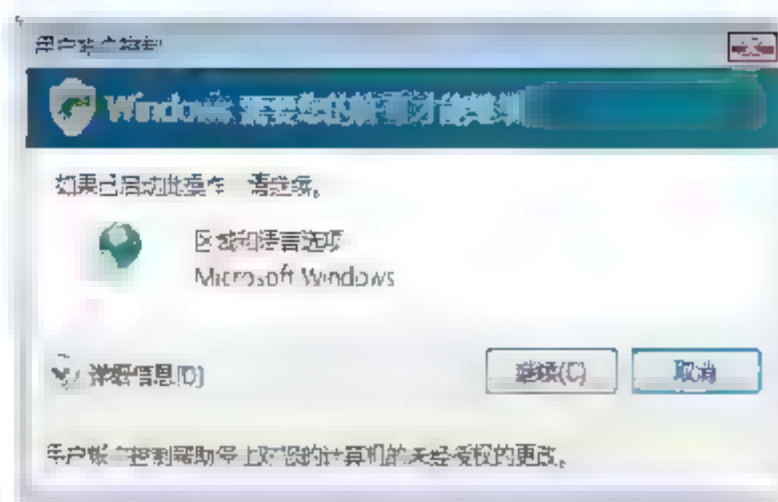 用户帐户控制
Windows 需要您的许可才能继续
如果已启动此操作，请继续。
区域和语言选项
Microsoft Windows
详细信息(D)
继续(C)
取消
用户帐户控制帮助停止对您的计算机的未经授权的更改。